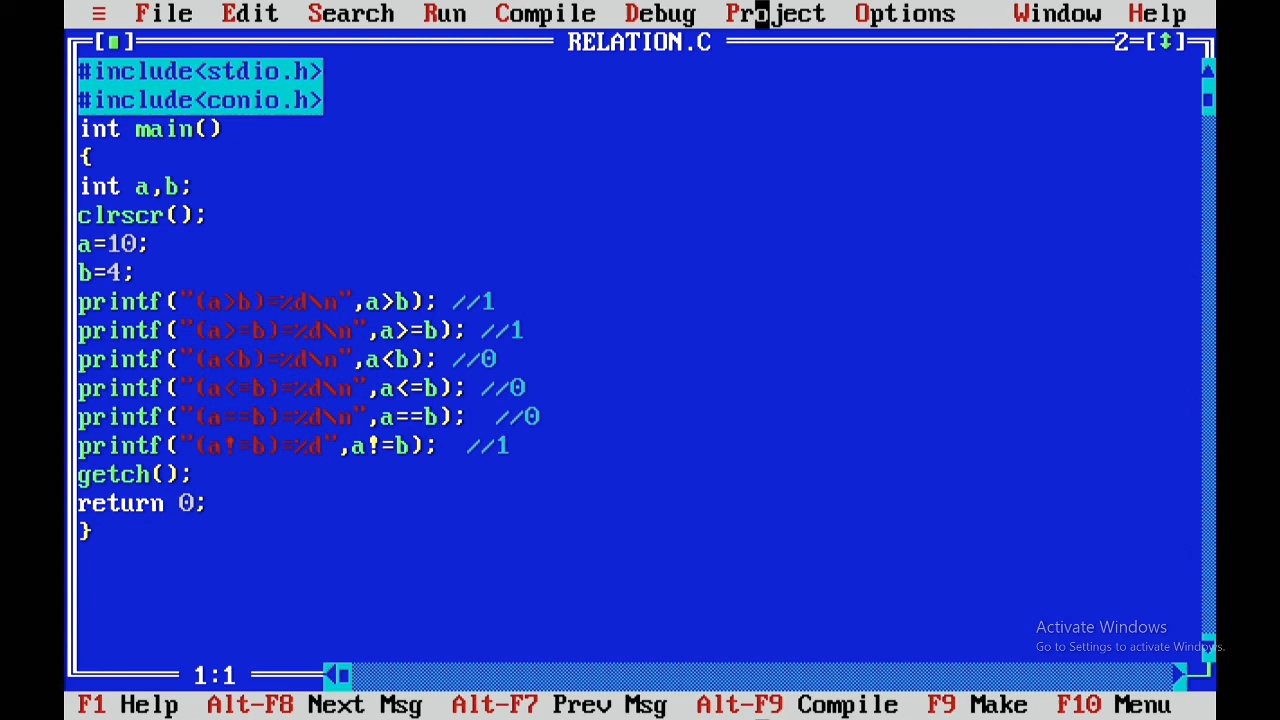 ≡ File Edit Search Run Compile Debug Project Options Window Help
[■] RELATION.C 2=[↕]
#include<stdio.h>
#include<conio.h>
int main()
{
int a,b;
clrscr();
a=10;
b=4;
printf("(a>b)=%d\n",a>b); //1
printf("(a>=b)=%d\n",a>=b); //1
printf("(a<b)=%d\n",a<b); //0
printf("(a<=b)=%d\n",a<=b); //0
printf("(a==b)=%d\n",a==b);  //0
printf("(a!=b)=%d",a!=b);  //1
getch();
return 0;
}
Activate Windows
Go to Settings to activate Windows.
1:1
F1 Help Alt-F8 Next Msg Alt-F7 Prev Msg Alt-F9 Compile F9 Make F10 Menu